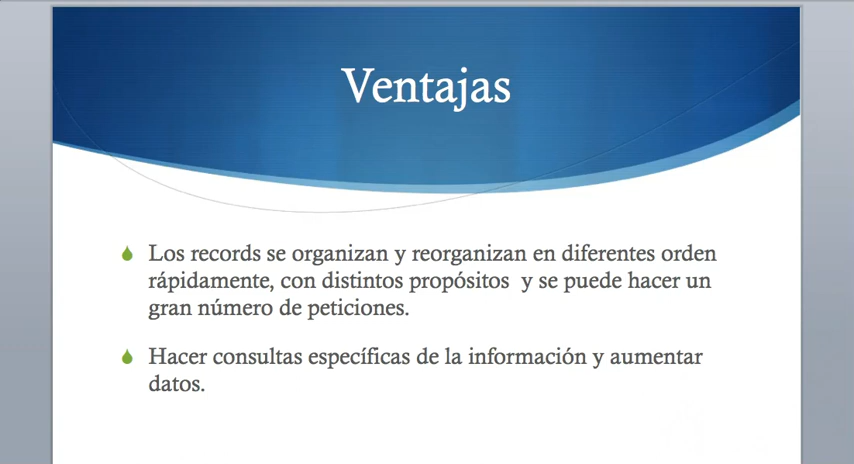 Ventajas
Los records se organizan y reorganizan en diferentes orden
rápidamente, con distintos propósitos y se puede hacer un
gran número de peticiones.
Hacer consultas específicas de la información y aumentar
datos.